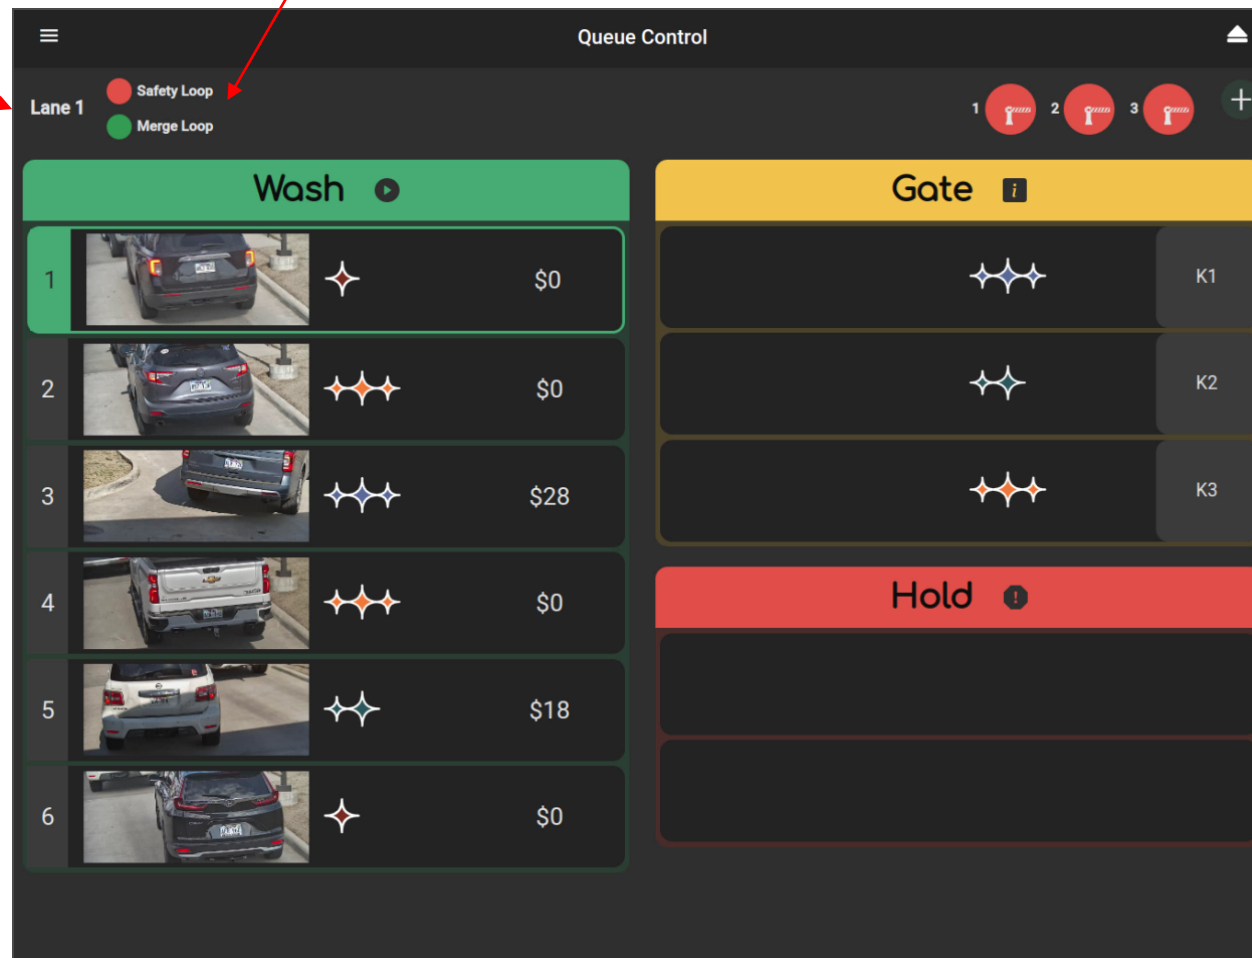 Queue Control
Lane 1
Safety Loop
Merge Loop
1 2 3
Wash
1 $0
2 $0
3 $28
4 $0
5 $18
6 $0
Gate
K1
K2
K3
Hold